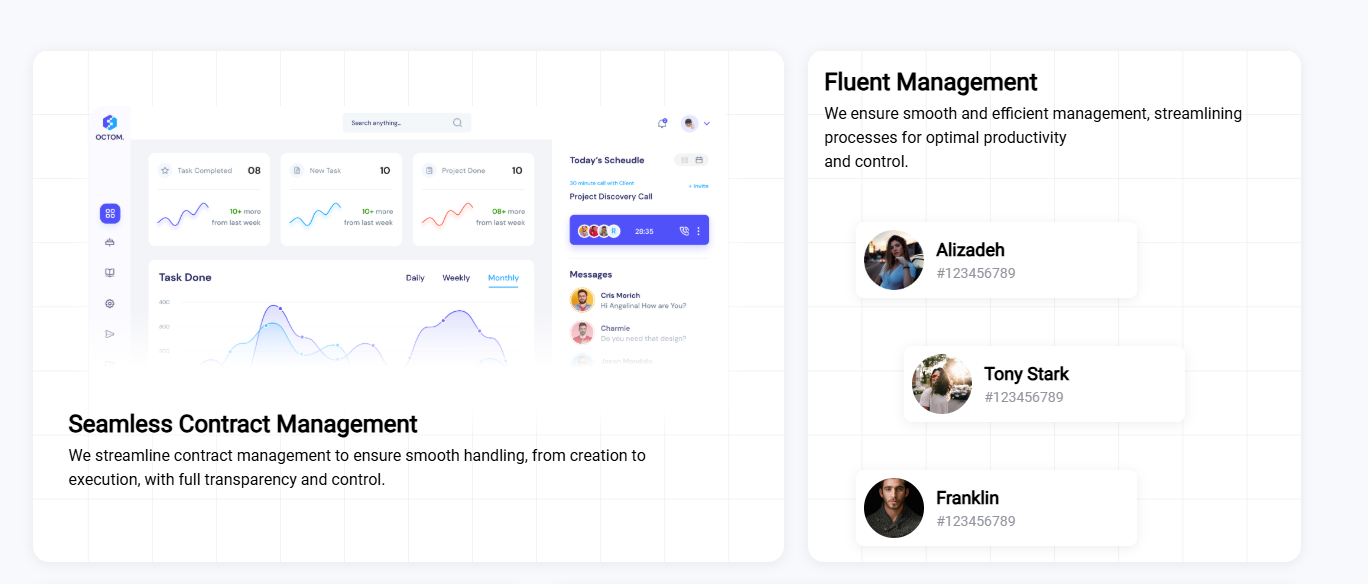 OCTOM.
Search anything...
Task Completed 08
10+ more
from last week
New Task 10
10+ more
from last week
Project Done 10
08+ more
from last week
Task Done
Daily Weekly Monthly
Today's Scheudle
30 minute call with Client
+ Invite
Project Discovery Call
R
28:35
Messages
Cris Morich
Hi Angelina! How are You?
Charmie
Do you need that design?
Seamless Contract Management
We streamline contract management to ensure smooth handling, from creation to
execution, with full transparency and control.
Fluent Management
We ensure smooth and efficient management, streamlining
processes for optimal productivity
and control.
Alizadeh
#123456789
Tony Stark
#123456789
Franklin
#123456789